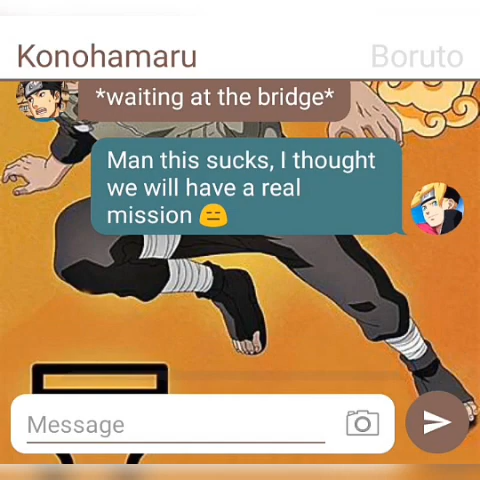 Konohamaru Boruto
*waiting at the bridge*
Man this sucks, I thought
we will have a real
mission 😑
Message